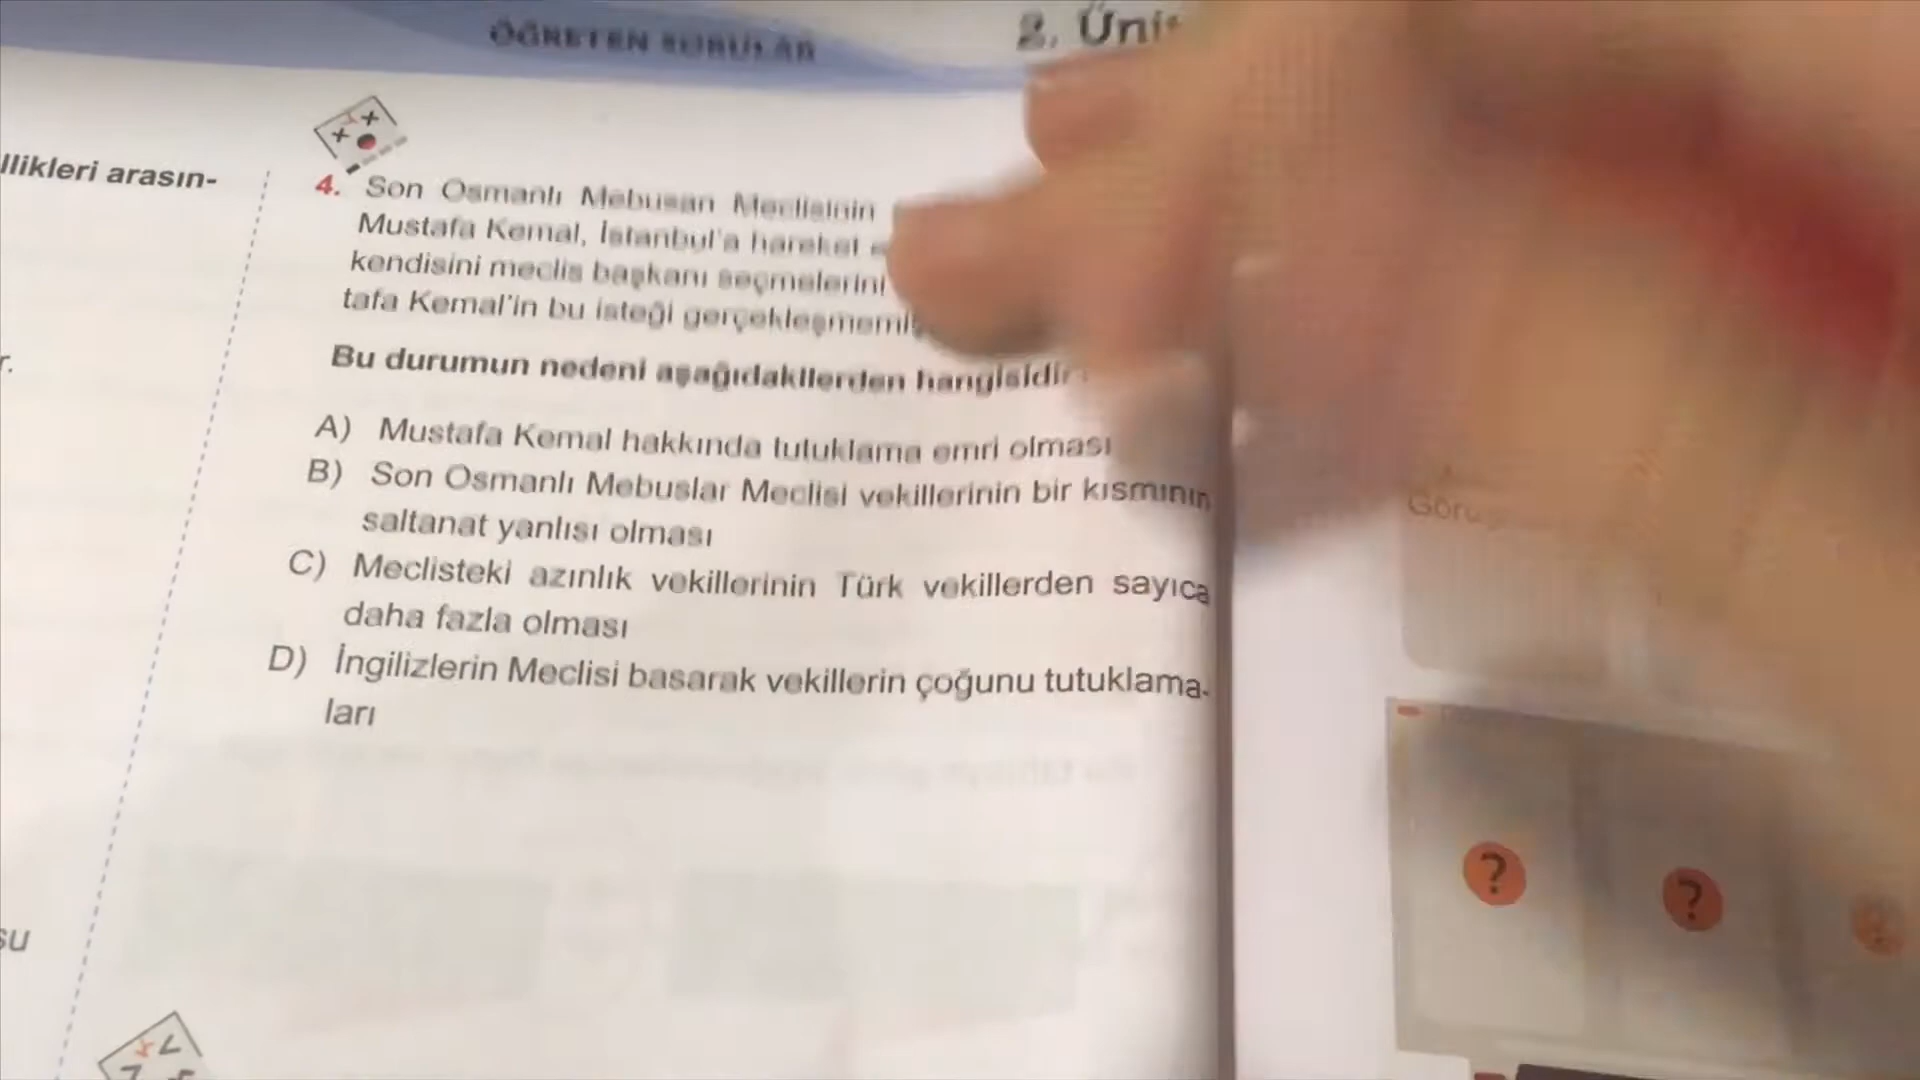 ÖĞRETEN SORULAR
2. Üni
llikleri arasın-
4. Son Osmanlı Mebusan Meclisinin
Mustafa Kemal, İstanbul'a hareket
kendisini meclis başkanı seçmelerini
tafa Kemal'in bu isteği gerçekleşmemiş
Bu durumun nedeni aşağıdakilerden hangisidir
A) Mustafa Kemal hakkında tutuklama emri olması
B) Son Osmanlı Mebuslar Meclisi vekillerinin bir kısmının
saltanat yanlısı olması
C) Meclisteki azınlık vekillerinin Türk vekillerden sayıca
daha fazla olması
D) İngilizlerin Meclisi basarak vekillerin çoğunu tutuklama-
ları
r.
su
?
?